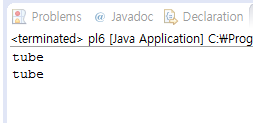 Problems @ Javadoc Declaration
<terminated> pl6 [Java Application] C:₩Prog
tube
tube